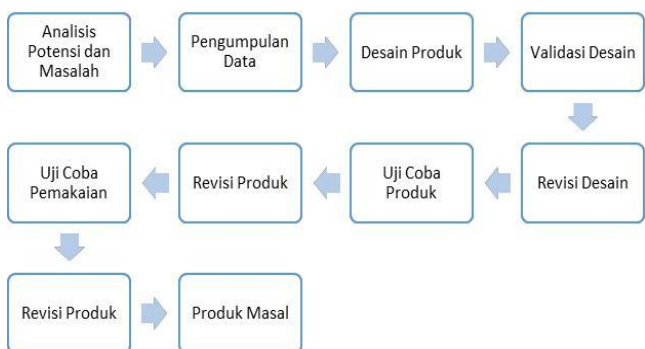 Analisis
Potensi dan
Masalah
Pengumpulan
Data
Desain Produk
Validasi Desain
Revisi Desain
Uji Coba
Produk
Revisi Produk
Uji Coba
Pemakaian
Revisi Produk
Produk Masal